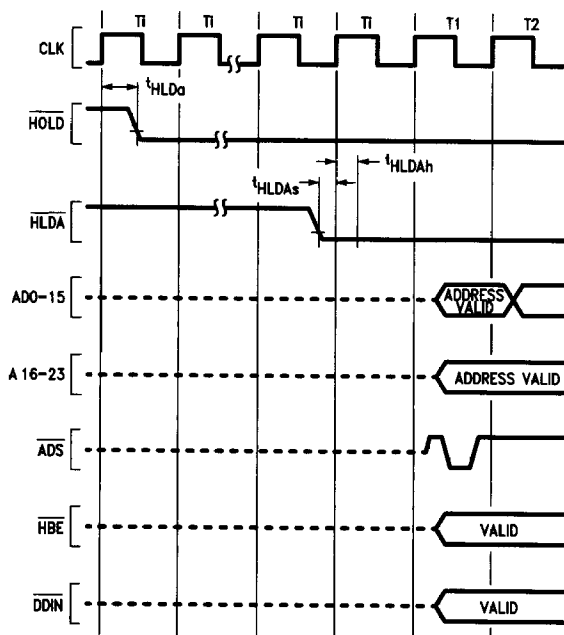 Ti Ti Ti Ti T1 T2
CLK
tHLDa
HOLD
tHLDAh
tHLDAs
HLDA
AD0-15
ADDRESS VALID
A 16-23
ADDRESS VALID
ADS
HBE
VALID
DDIN
VALID